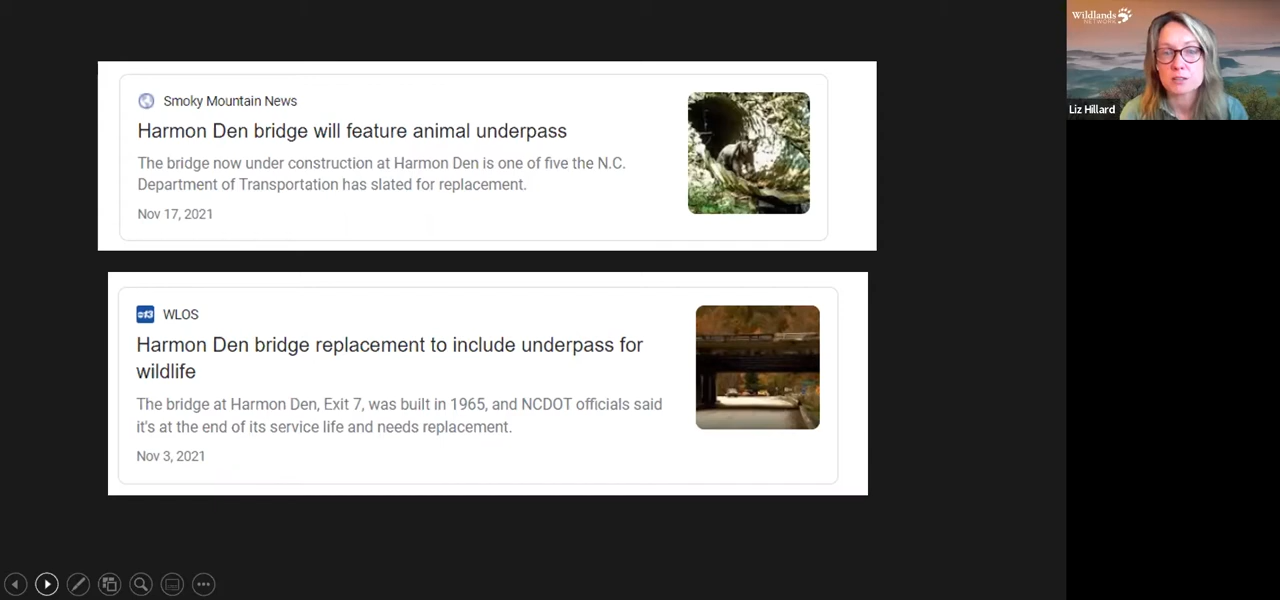 Smoky Mountain News
Harmon Den bridge will feature animal underpass
The bridge now under construction at Harmon Den is one of five the N.C.
Department of Transportation has slated for replacement.
Nov 17, 2021
13
WLOS
Harmon Den bridge replacement to include underpass for
wildlife
The bridge at Harmon Den, Exit 7, was built in 1965, and NCDOT officials said
it's at the end of its service life and needs replacement.
Nov 3, 2021
Wildlands
NETWORK
Liz Hillard